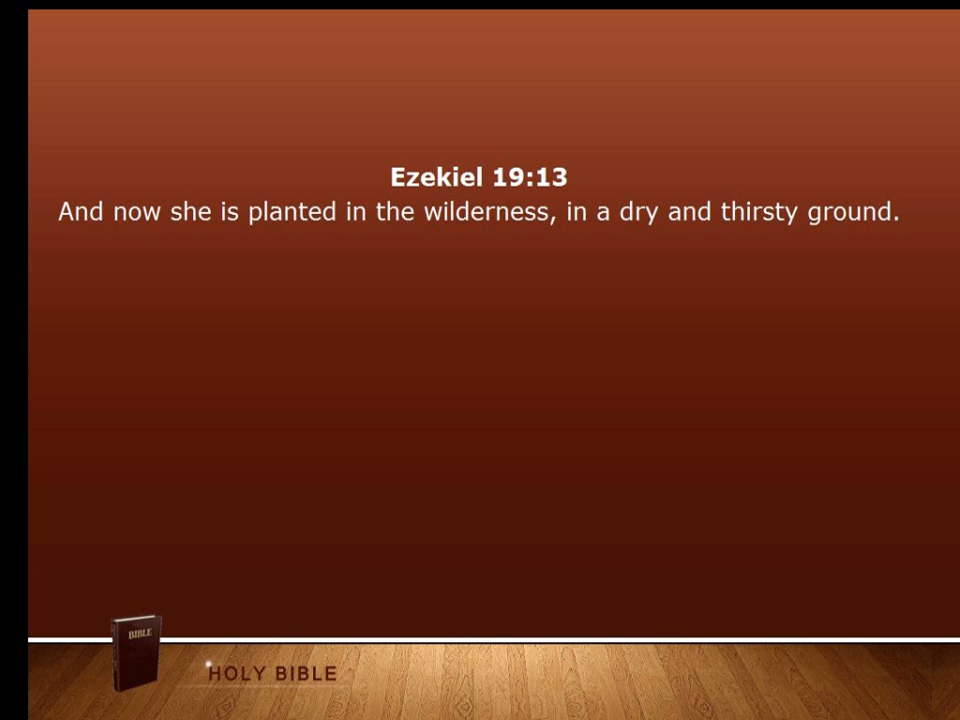 Ezekiel 19:13
And now she is planted in the wilderness, in a dry and thirsty ground.
BIBLE
HOLY BIBLE